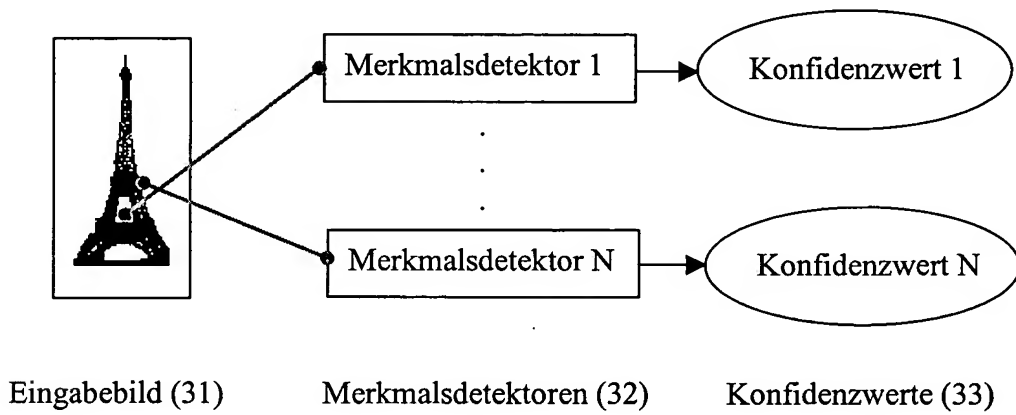 Merkmalsdetektor 1
Konfidenzwert 1
Merkmalsdetektor N
Konfidenzwert N
Eingabebild (31)
Merkmalsdetektoren (32)
Konfidenzwerte (33)